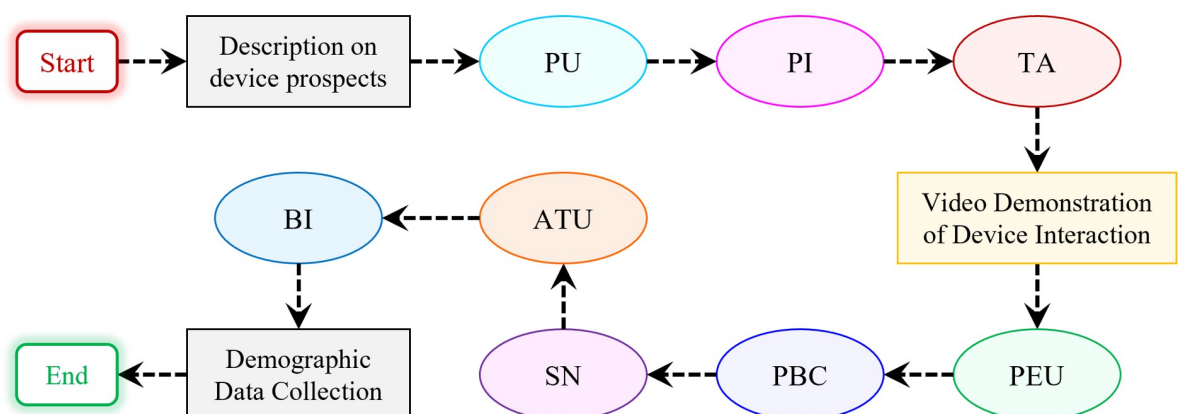 Start
Description on
device prospects
PU
PI
TA
Video Demonstration
of Device Interaction
PEU
PBC
SN
ATU
BI
Demographic
Data Collection
End